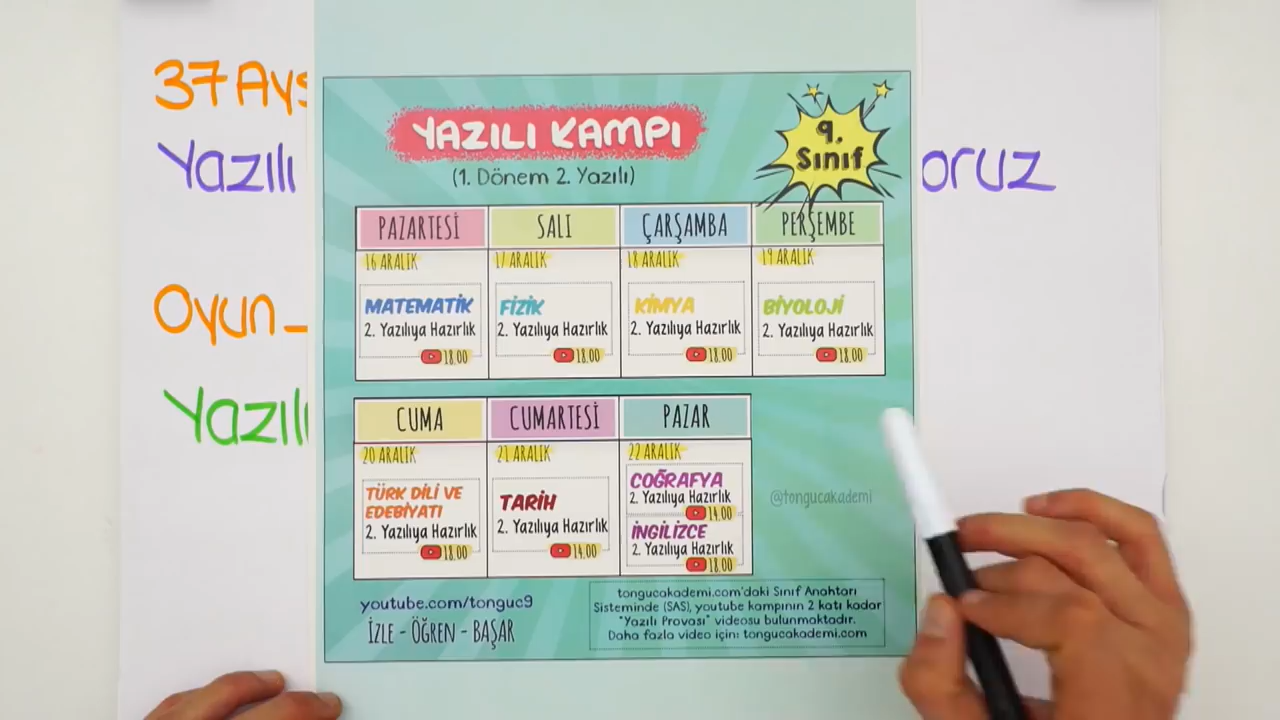 37 Ays
Yazılı
oruz
Oyun _
Yazılı
YAZILI KAMPI
(1. Dönem 2. Yazılı)
9.
Sınıf
PAZARTESİ SALI ÇARŞAMBA PERŞEMBE
16 ARALIK 17 ARALIK 18 ARALIK 19 ARALIK
MATEMATİK FİZİK KİMYA BİYOLOJİ
2. Yazılıya Hazırlık 2. Yazılıya Hazırlık 2. Yazılıya Hazırlık 2. Yazılıya Hazırlık
18.00 18.00 18.00 18.00
CUMA CUMARTESİ PAZAR
20 ARALIK 21 ARALIK 22 ARALIK
TÜRK DİLİ VE
EDEBİYATI
2. Yazılıya Hazırlık
18.00
TARİH
2. Yazılıya Hazırlık
14.00
COĞRAFYA
2. Yazılıya Hazırlık
14.00
İNGİLİZCE
2. Yazılıya Hazırlık
18.00
@tongucakademi
youtube.com/tonguc9
İZLE - ÖĞREN - BAŞAR
tongucakademi.com'daki Sınıf Anahtarı
Sisteminde (SAS), youtube kampının 2 katı kadar
"Yazılı Provası" videosu bulunmaktadır.
Daha fazla video için: tongucakademi.com